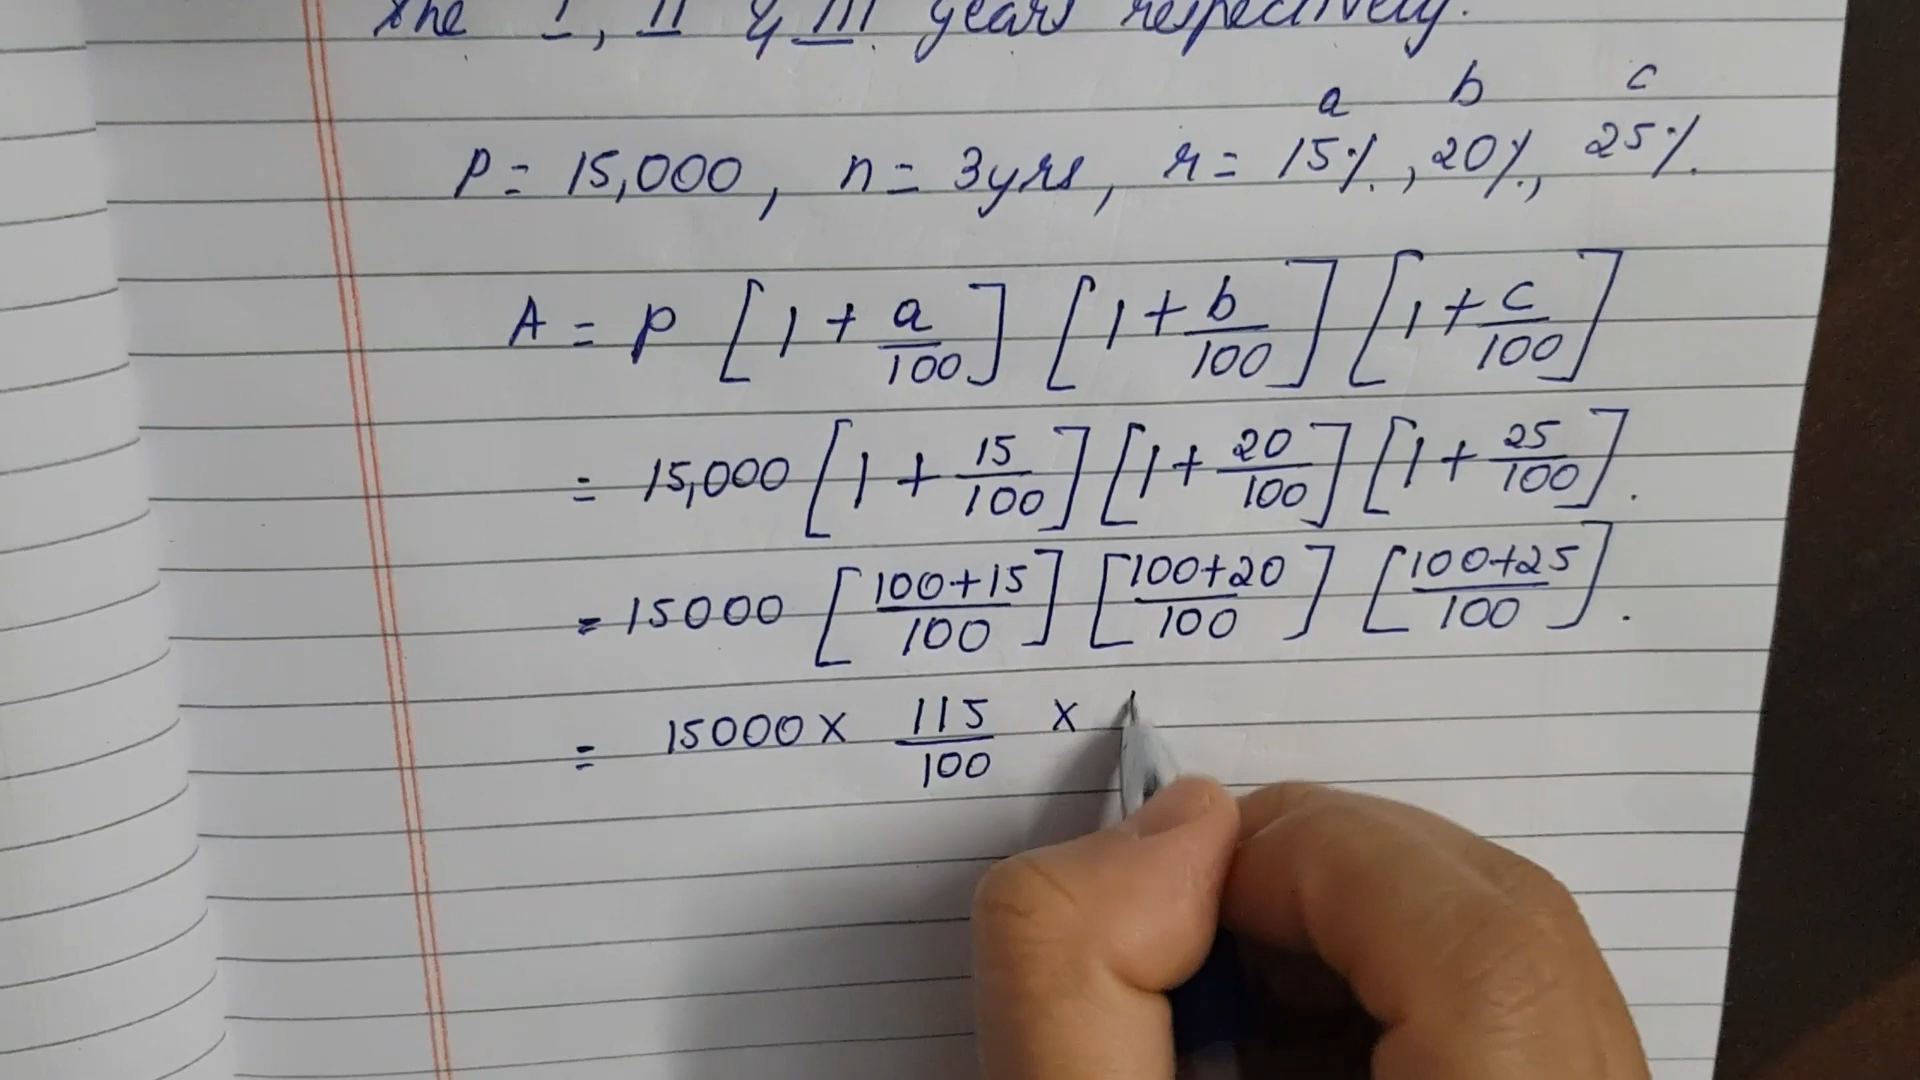 the I, II & III years respectively.
a b c
P = 15,000, n = 3yrs, r = 15%, 20%, 25%.
A = P [1 + a/100] [1 + b/100] [1 + c/100]
= 15,000 [1 + 15/100] [1 + 20/100] [1 + 25/100].
= 15000 [100+15/100] [100+20/100] [100+25/100].
= 15000 x 115/100 x